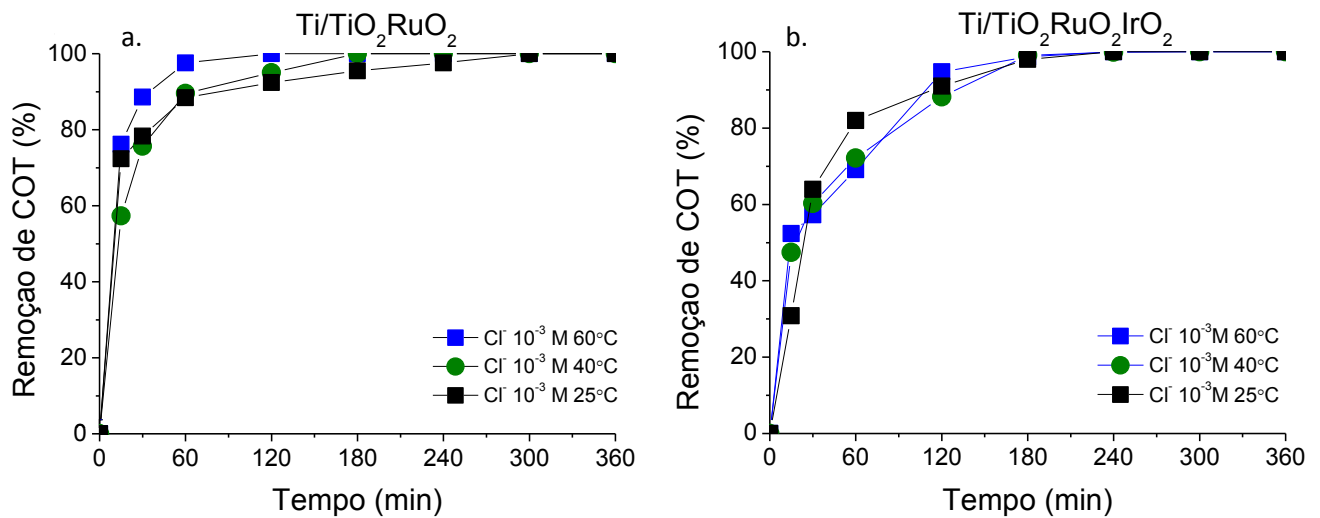 a.
Ti/TiO₂RuO₂
100
80
60
40
20
0
Remoçao de COT (%)
Cl⁻ 10⁻³ M 60°C
Cl⁻ 10⁻³ M 40°C
Cl⁻ 10⁻³ M 25°C
0 60 120 180 240 300 360
Tempo (min)
b.
Ti/TiO₂RuO₂IrO₂
100
80
60
40
20
0
Remoçao de COT (%)
Cl⁻ 10⁻³M 60°C
Cl⁻ 10⁻³M 40°C
Cl⁻ 10⁻³M 25°C
0 60 120 180 240 300 360
Tempo (min)